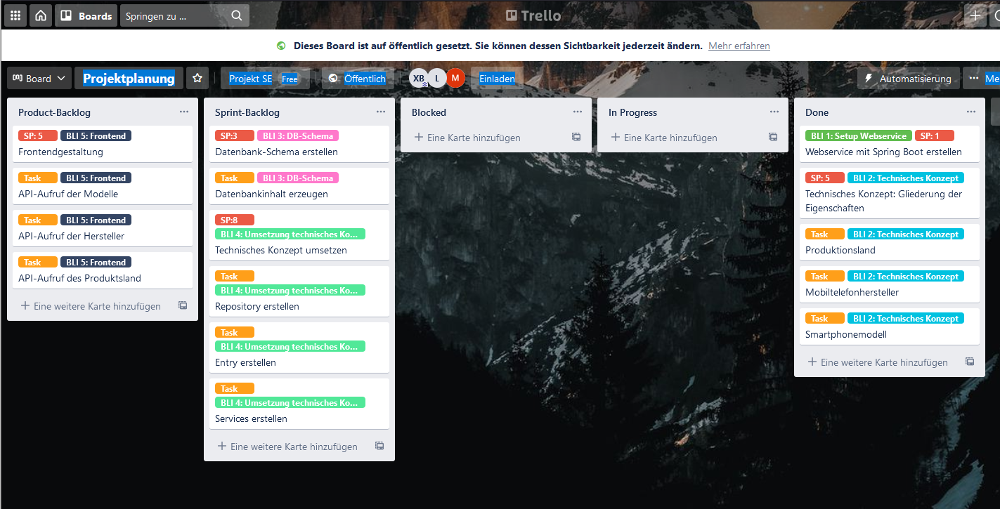 Boards
Springen zu ...
Trello
Dieses Board ist auf öffentlich gesetzt. Sie können dessen Sichtbarkeit jederzeit ändern. Mehr erfahren
Board
Projektplanung
Projekt SE Free
Öffentlich
XB L M
Einladen
Automatisierung
Me
Product-Backlog
SP: 5 BLI 5: Frontend
Frontendgestaltung
Task BLI 5: Frontend
API-Aufruf der Modelle
Task BLI 5: Frontend
API-Aufruf der Hersteller
Task BLI 5: Frontend
API-Aufruf des Produktsland
+ Eine weitere Karte hinzufügen
Sprint-Backlog
SP:3 BLI 3: DB-Schema
Datenbank-Schema erstellen
Task BLI 3: DB-Schema
Datenbankinhalt erzeugen
SP:8
BLI 4: Umsetzung technisches Ko...
Technisches Konzept umsetzen
Task
BLI 4: Umsetzung technisches Ko...
Repository erstellen
Task
BLI 4: Umsetzung technisches Ko...
Entry erstellen
Task
BLI 4: Umsetzung technisches Ko...
Services erstellen
+ Eine weitere Karte hinzufügen
Blocked
+ Eine Karte hinzufügen
In Progress
+ Eine Karte hinzufügen
Done
BLI 1: Setup Webservice SP: 1
Webservice mit Spring Boot erstellen
SP: 5 BLI 2: Technisches Konzept
Technisches Konzept: Gliederung der
Eigenschaften
Task BLI 2: Technisches Konzept
Produktionsland
Task BLI 2: Technisches Konzept
Mobiltelefonhersteller
Task BLI 2: Technisches Konzept
Smartphonemodell
+ Eine weitere Karte hinzufügen